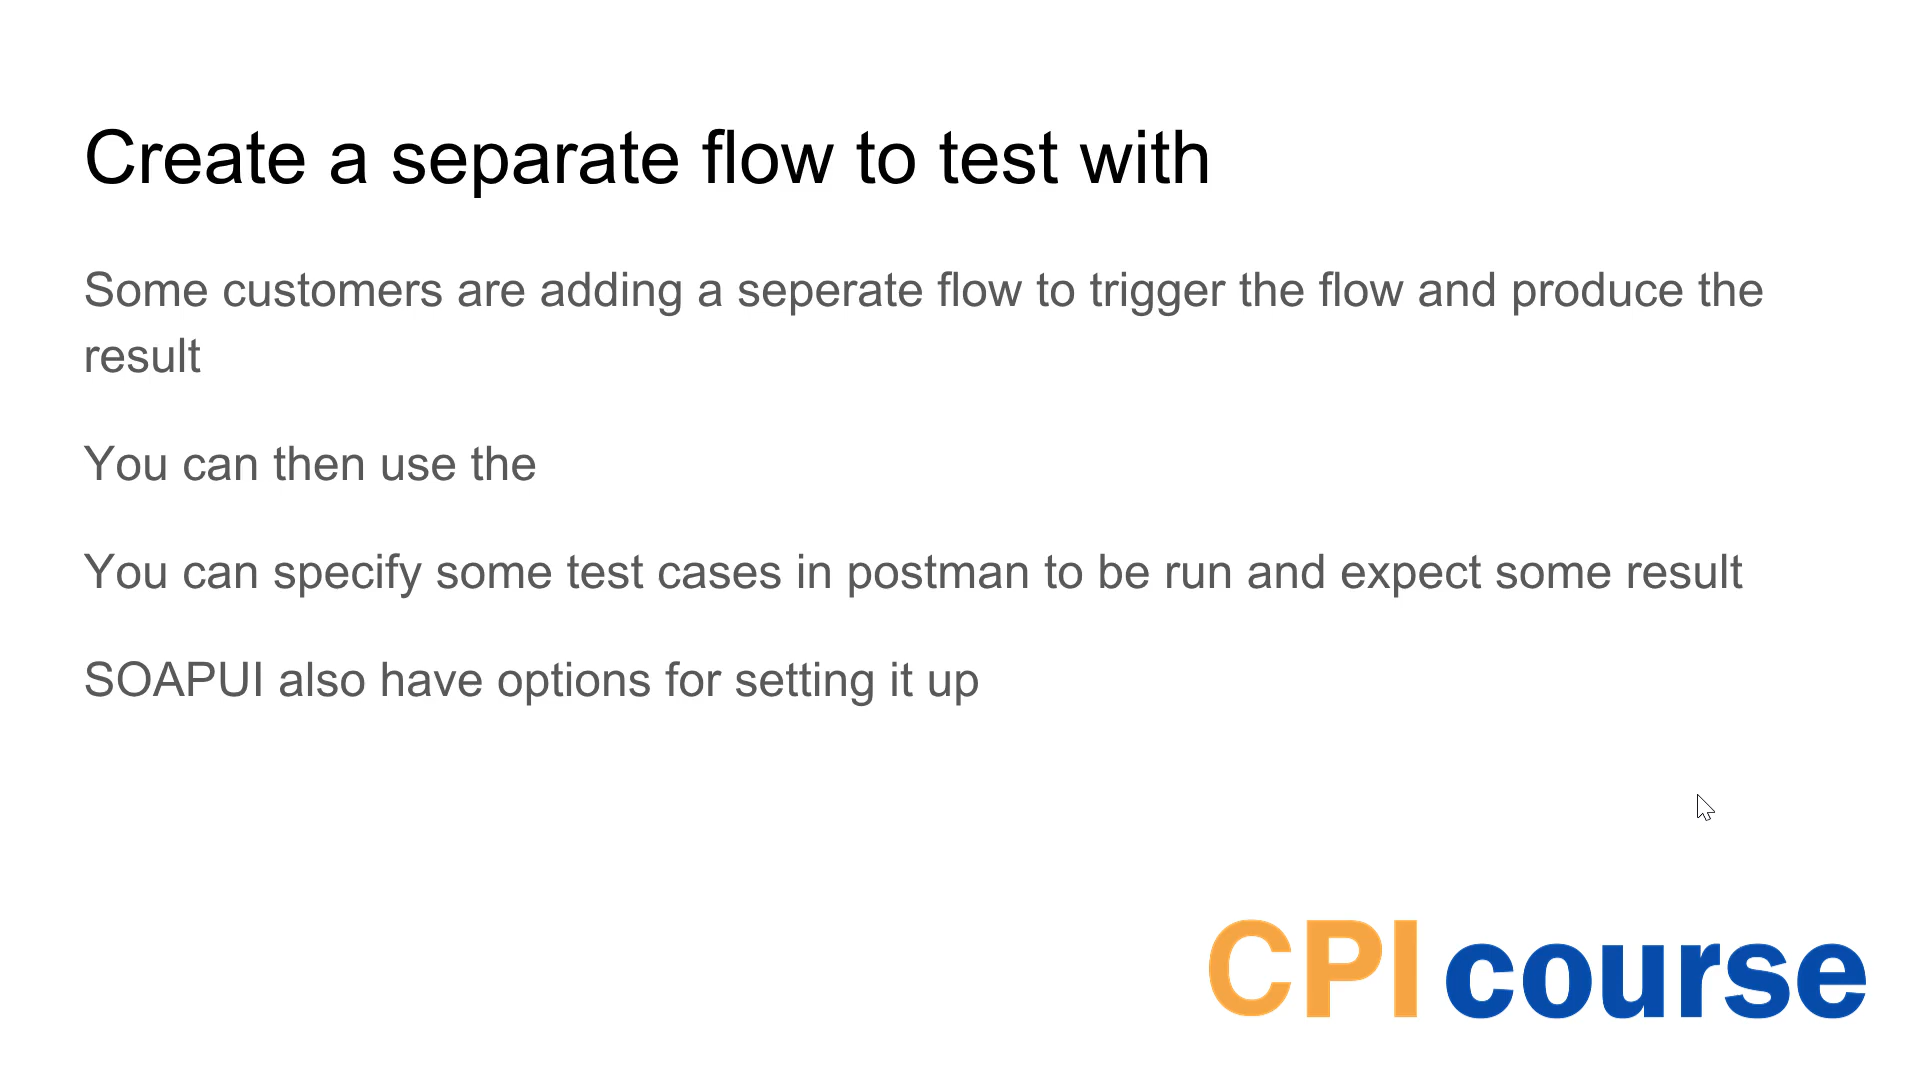 Create a separate flow to test with
Some customers are adding a seperate flow to trigger the flow and produce the
result
You can then use the
You can specify some test cases in postman to be run and expect some result
SOAPUI also have options for setting it up
CPI course